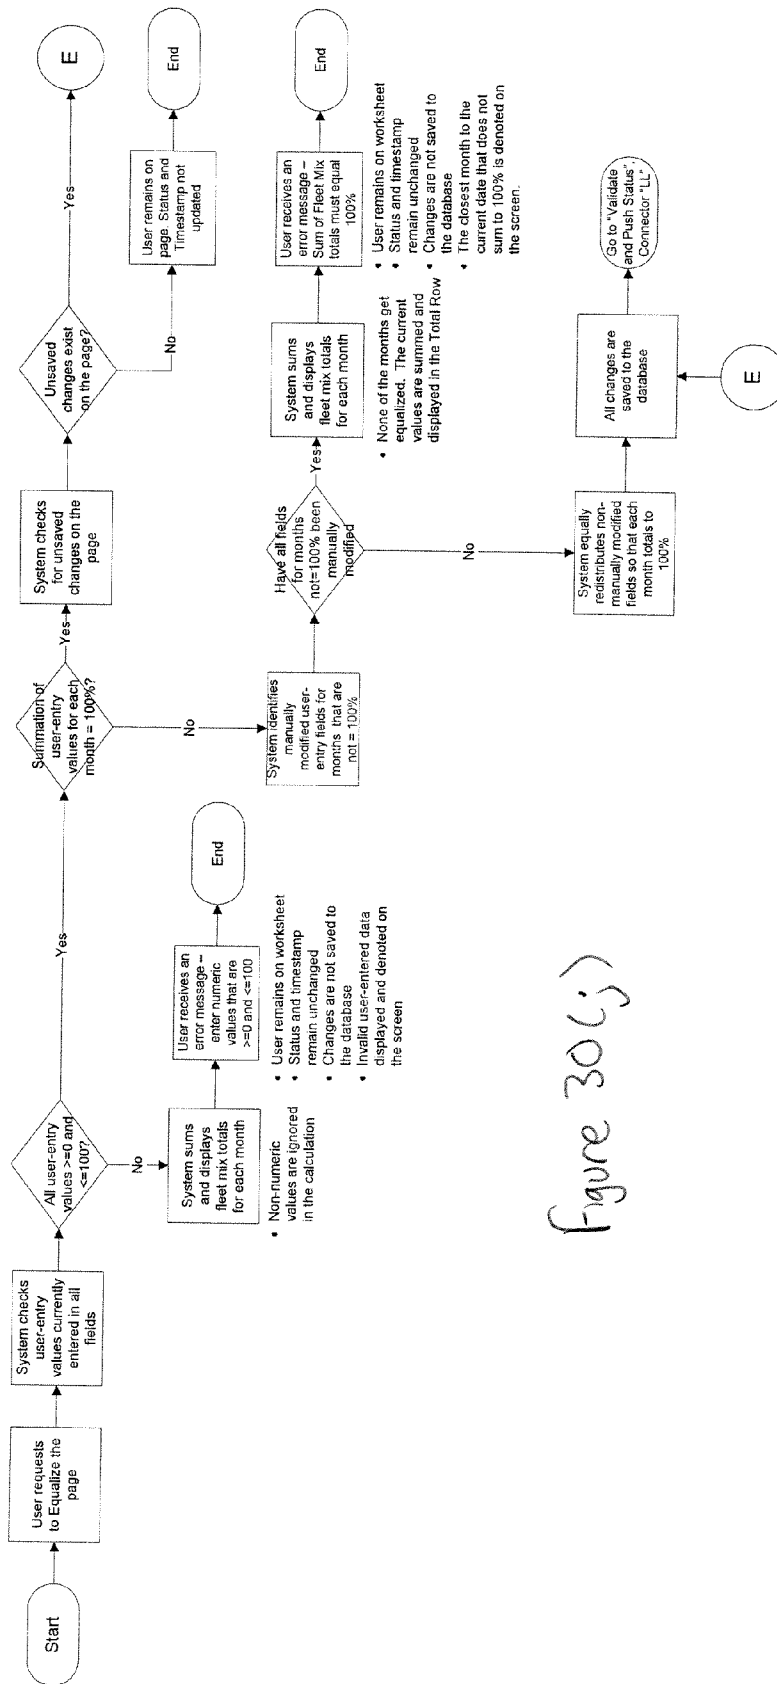 Start
User requests
to Equalize the
page
System checks
user-entry
values currently
entered in all
fields
All user-entry
values >=0 and
<=100?
Yes
No
System sums
and displays
fleet mix totals
for each month
• Non-numeric
values are ignored
in the calculation
User receives an
error message –
enter numeric
values that are
>=0 and <=100
• User remains on worksheet
• Status and timestamp
remain unchanged
• Changes are not saved to
the database
• Invalid user-entered data
displayed and denoted on
the screen
End
Summation of
user-entry
values for each
month = 100%?
Yes
No
System checks
for unsaved
changes on the
page
Unsaved
changes exist
on the page?
Yes
E
No
User remains on
page. Status and
Timestamp not
updated
End
System identifies
manually
modified user-
entry fields for
months that are
not = 100%
Have all fields
for months
not=100% been
manually
modified
Yes
No
System sums
and displays
fleet mix totals
for each month
• None of the months get
equalized. The current
values are summed and
displayed in the Total Row
User receives an
error message –
Sum of Fleet Mix
totals must equal
100%
• User remains on worksheet
• Status and timestamp
remain unchanged
• Changes are not saved to
the database
• The closest month to the
current date that does not
sum to 100% is denoted on
the screen.
End
System equally
redistributes non-
manually modified
fields so that each
month totals to
100%
All changes are
saved to the
database
E
Go to "Validate
and Push Status",
Connector "LL"
Figure 30(j)